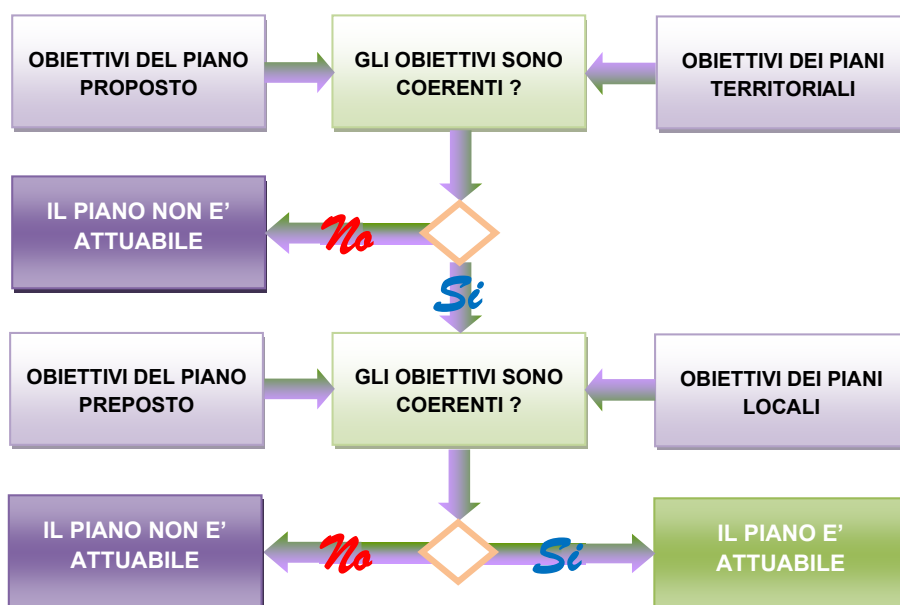 OBIETTIVI DEL PIANO
PROPOSTO
GLI OBIETTIVI SONO
COERENTI ?
OBIETTIVI DEI PIANI
TERRITORIALI
IL PIANO NON E’
ATTUABILE
No
Si
OBIETTIVI DEL PIANO
PREPOSTO
GLI OBIETTIVI SONO
COERENTI ?
OBIETTIVI DEI PIANI
LOCALI
IL PIANO NON E’
ATTUABILE
No
Si
IL PIANO E’
ATTUABILE